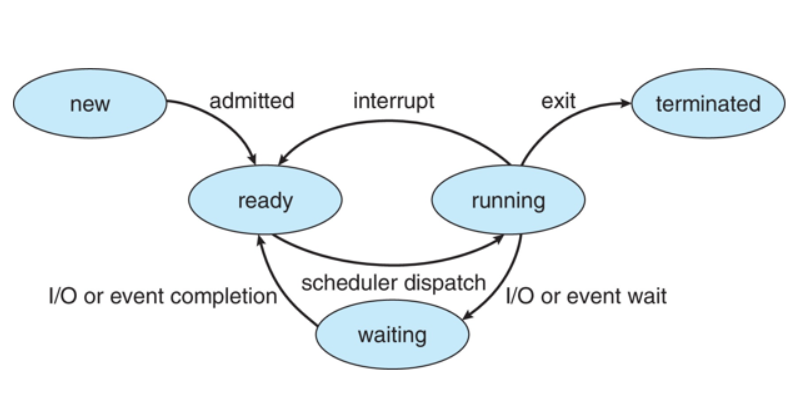 new
admitted
interrupt
exit
terminated
ready
running
scheduler dispatch
I/O or event completion
I/O or event wait
waiting